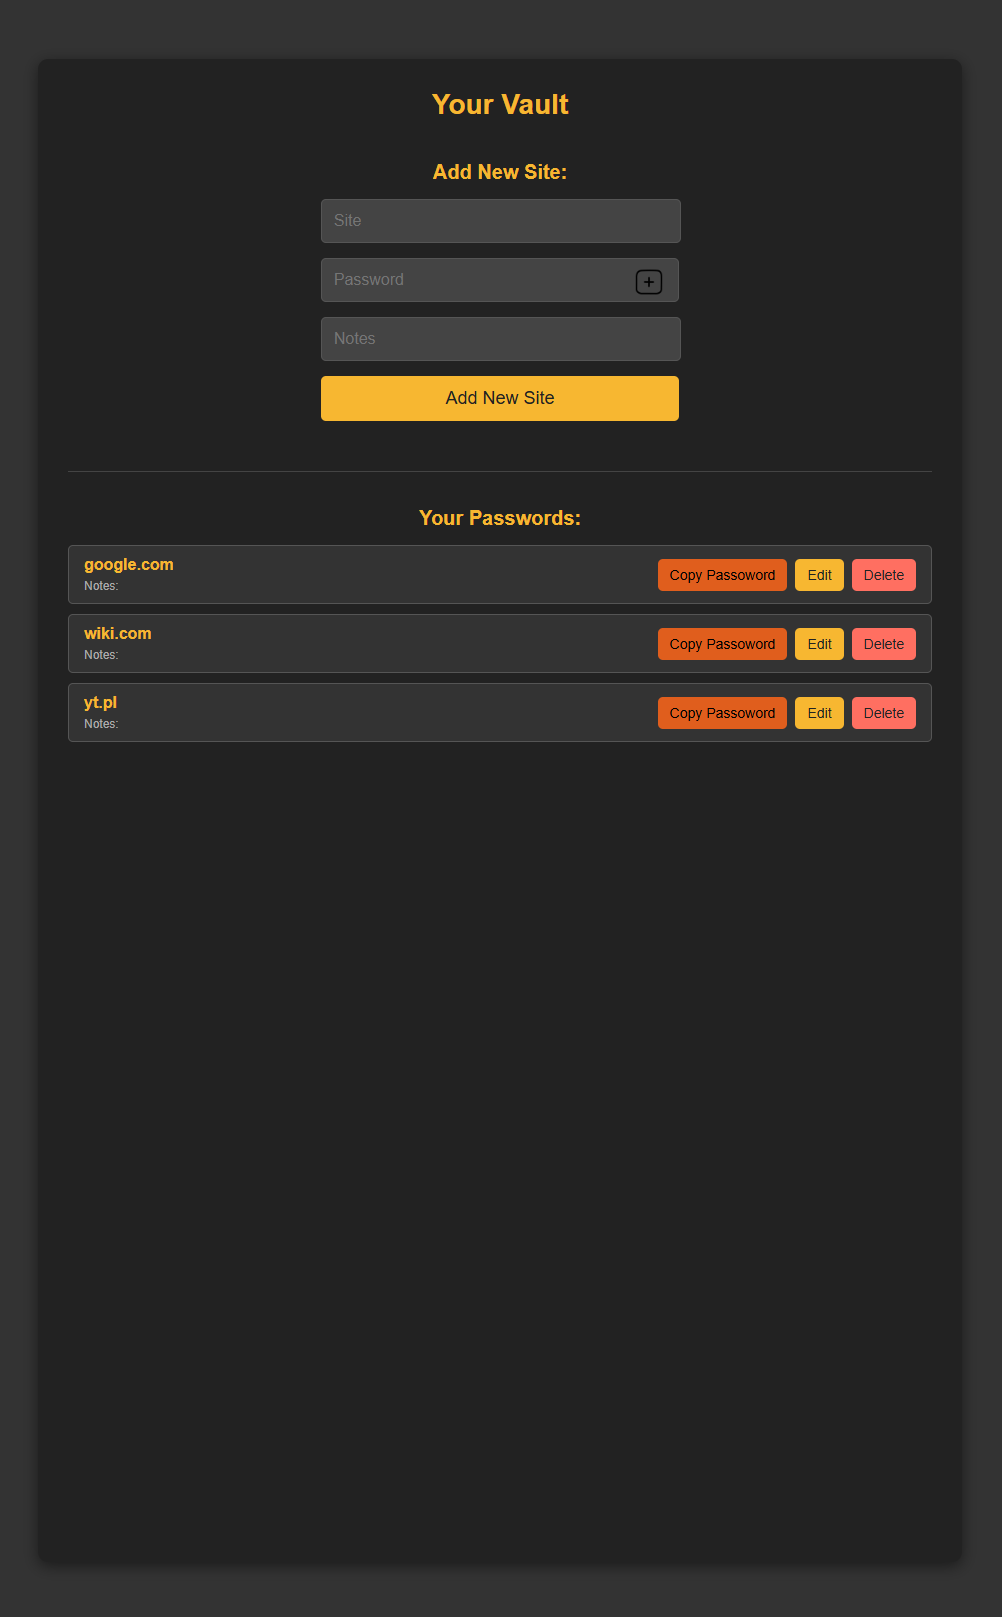 Your Vault
Add New Site:
Site
Password
Notes
Add New Site
Your Passwords:
google.com
Notes:
Copy Passoword Edit Delete
wiki.com
Notes:
Copy Passoword Edit Delete
yt.pl
Notes:
Copy Passoword Edit Delete